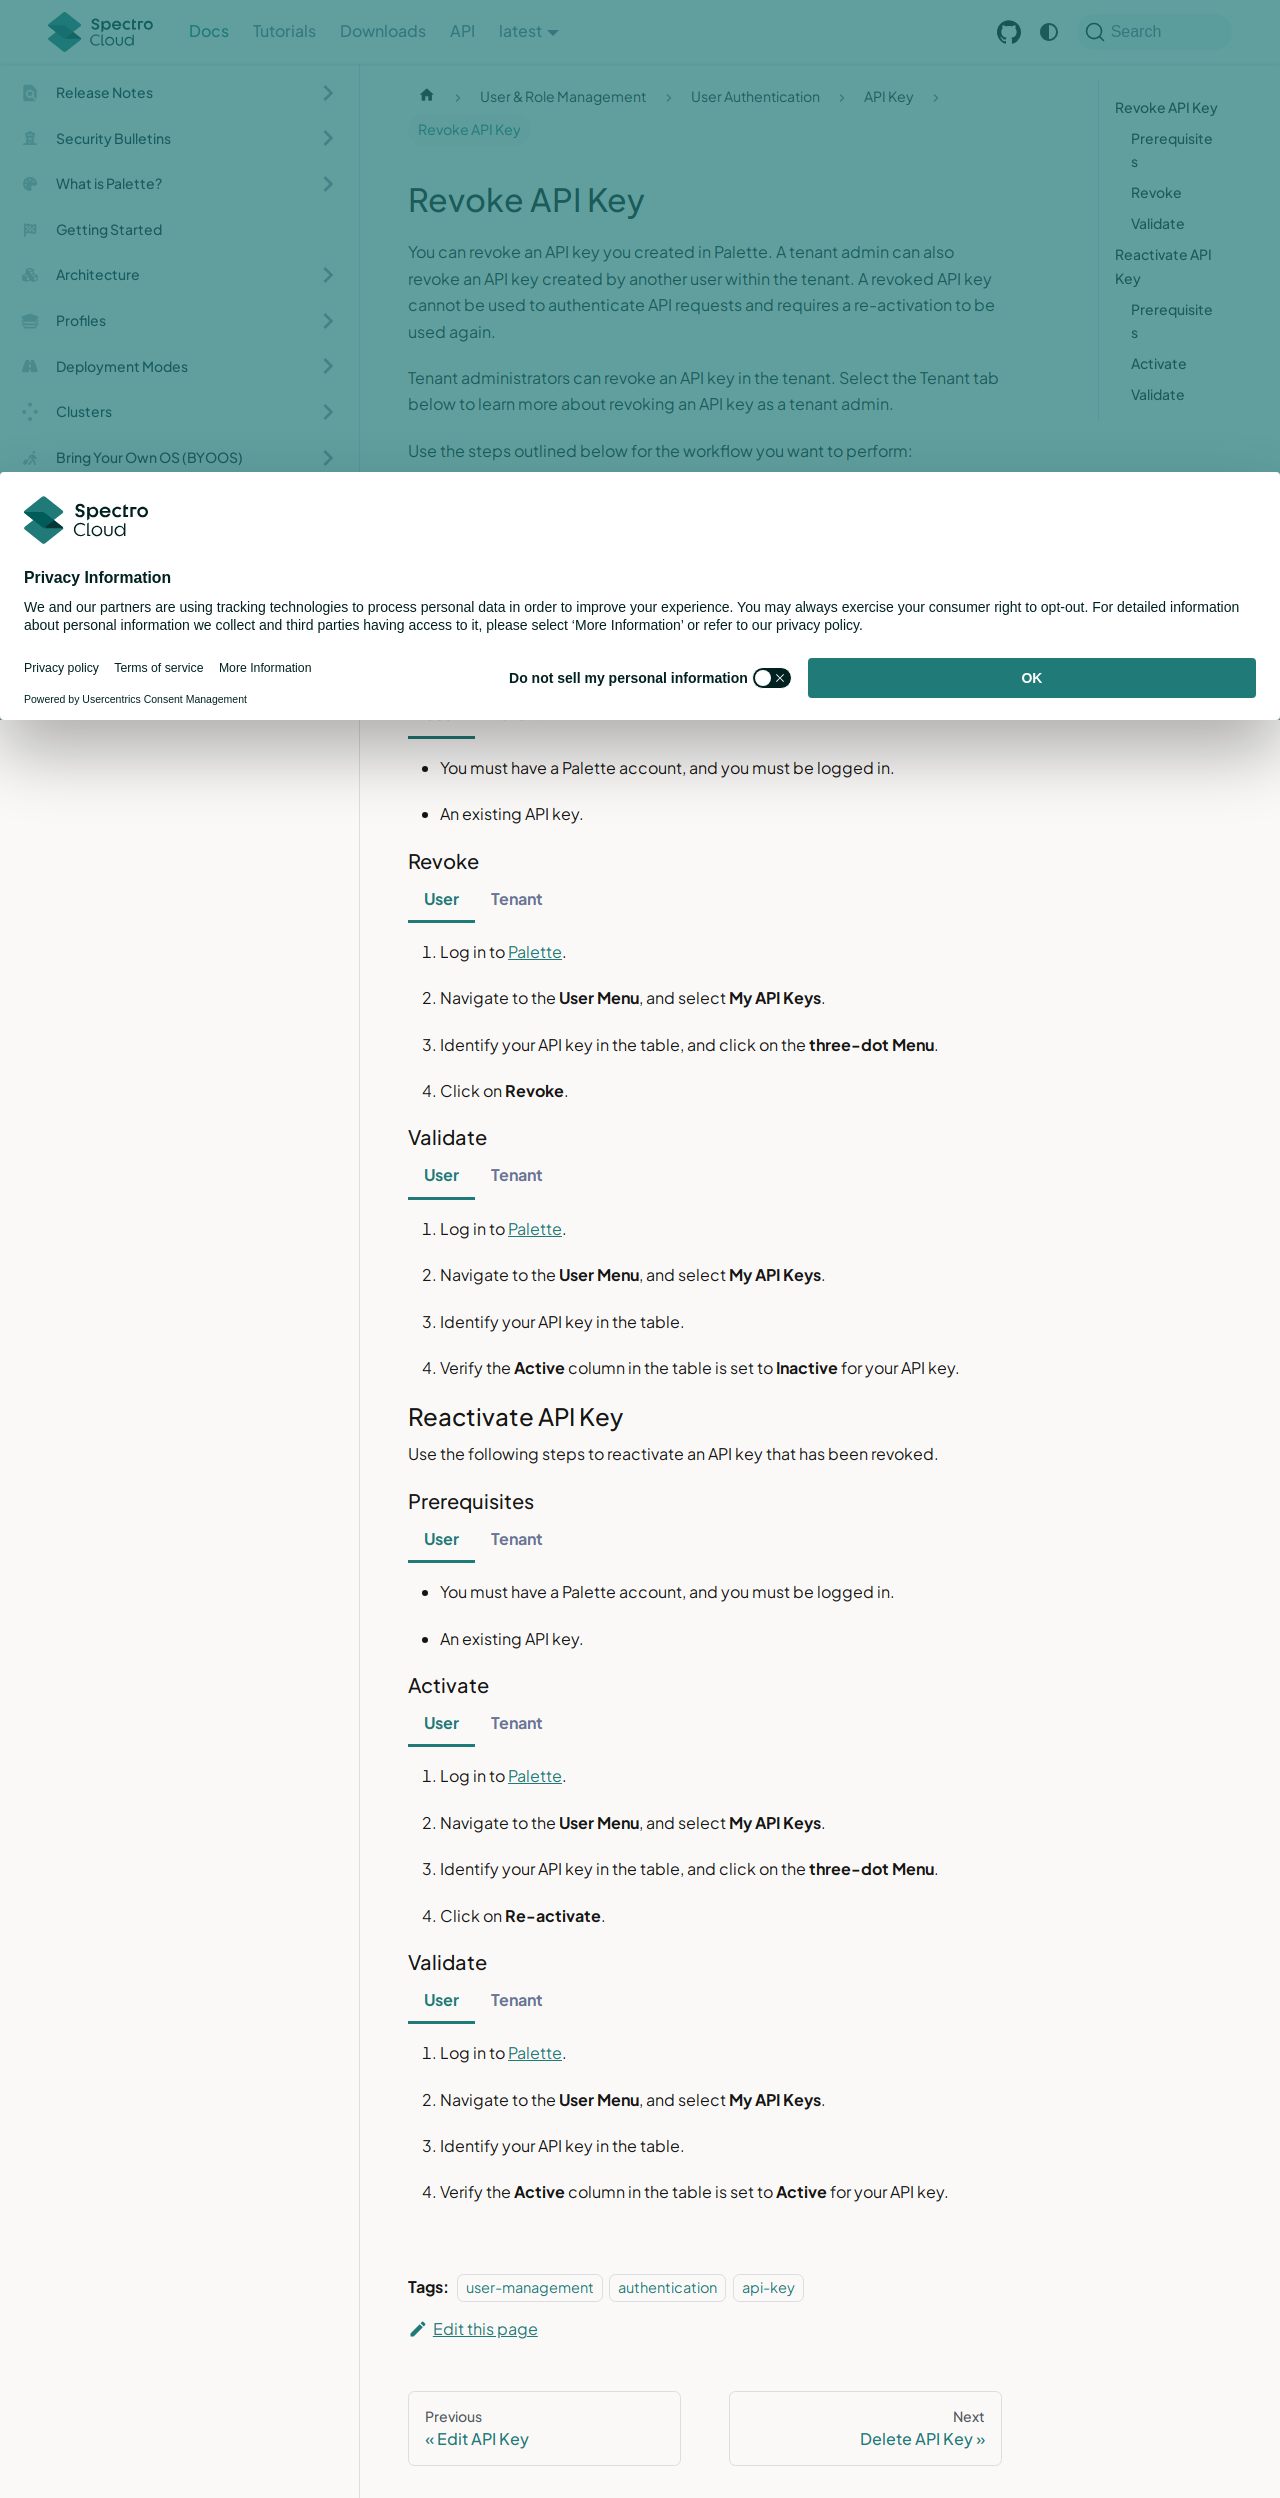 Spectro Cloud
Docs
Tutorials
Downloads
API
latest
Search
Release Notes
Security Bulletins
What is Palette?
Getting Started
Architecture
Profiles
Deployment Modes
Clusters
Bring Your Own OS (BYOOS)
User & Role Management
User Authentication
API Key
Revoke API Key
Revoke API Key
You can revoke an API key you created in Palette. A tenant admin can also
revoke an API key created by another user within the tenant. A revoked API key
cannot be used to authenticate API requests and requires a re-activation to be
used again.
Tenant administrators can revoke an API key in the tenant. Select the Tenant tab
below to learn more about revoking an API key as a tenant admin.
Use the steps outlined below for the workflow you want to perform:
Revoke API Key
Prerequisite
s
Revoke
Validate
Reactivate API
Key
Prerequisite
s
Activate
Validate
Spectro
Cloud
Privacy Information
We and our partners are using tracking technologies to process personal data in order to improve your experience. You may always exercise your consumer right to opt-out. For detailed information
about personal information we collect and third parties having access to it, please select ‘More Information’ or refer to our privacy policy.
Privacy policy
Terms of service
More Information
Powered by Usercentrics Consent Management
Do not sell my personal information
OK
• You must have a Palette account, and you must be logged in.
• An existing API key.
Revoke
User Tenant
1. Log in to Palette.
2. Navigate to the User Menu, and select My API Keys.
3. Identify your API key in the table, and click on the three-dot Menu.
4. Click on Revoke.
Validate
User Tenant
1. Log in to Palette.
2. Navigate to the User Menu, and select My API Keys.
3. Identify your API key in the table.
4. Verify the Active column in the table is set to Inactive for your API key.
Reactivate API Key
Use the following steps to reactivate an API key that has been revoked.
Prerequisites
User Tenant
• You must have a Palette account, and you must be logged in.
• An existing API key.
Activate
User Tenant
1. Log in to Palette.
2. Navigate to the User Menu, and select My API Keys.
3. Identify your API key in the table, and click on the three-dot Menu.
4. Click on Re-activate.
Validate
User Tenant
1. Log in to Palette.
2. Navigate to the User Menu, and select My API Keys.
3. Identify your API key in the table.
4. Verify the Active column in the table is set to Active for your API key.
Tags: user-management authentication api-key
Edit this page
Previous
« Edit API Key
Next
Delete API Key »